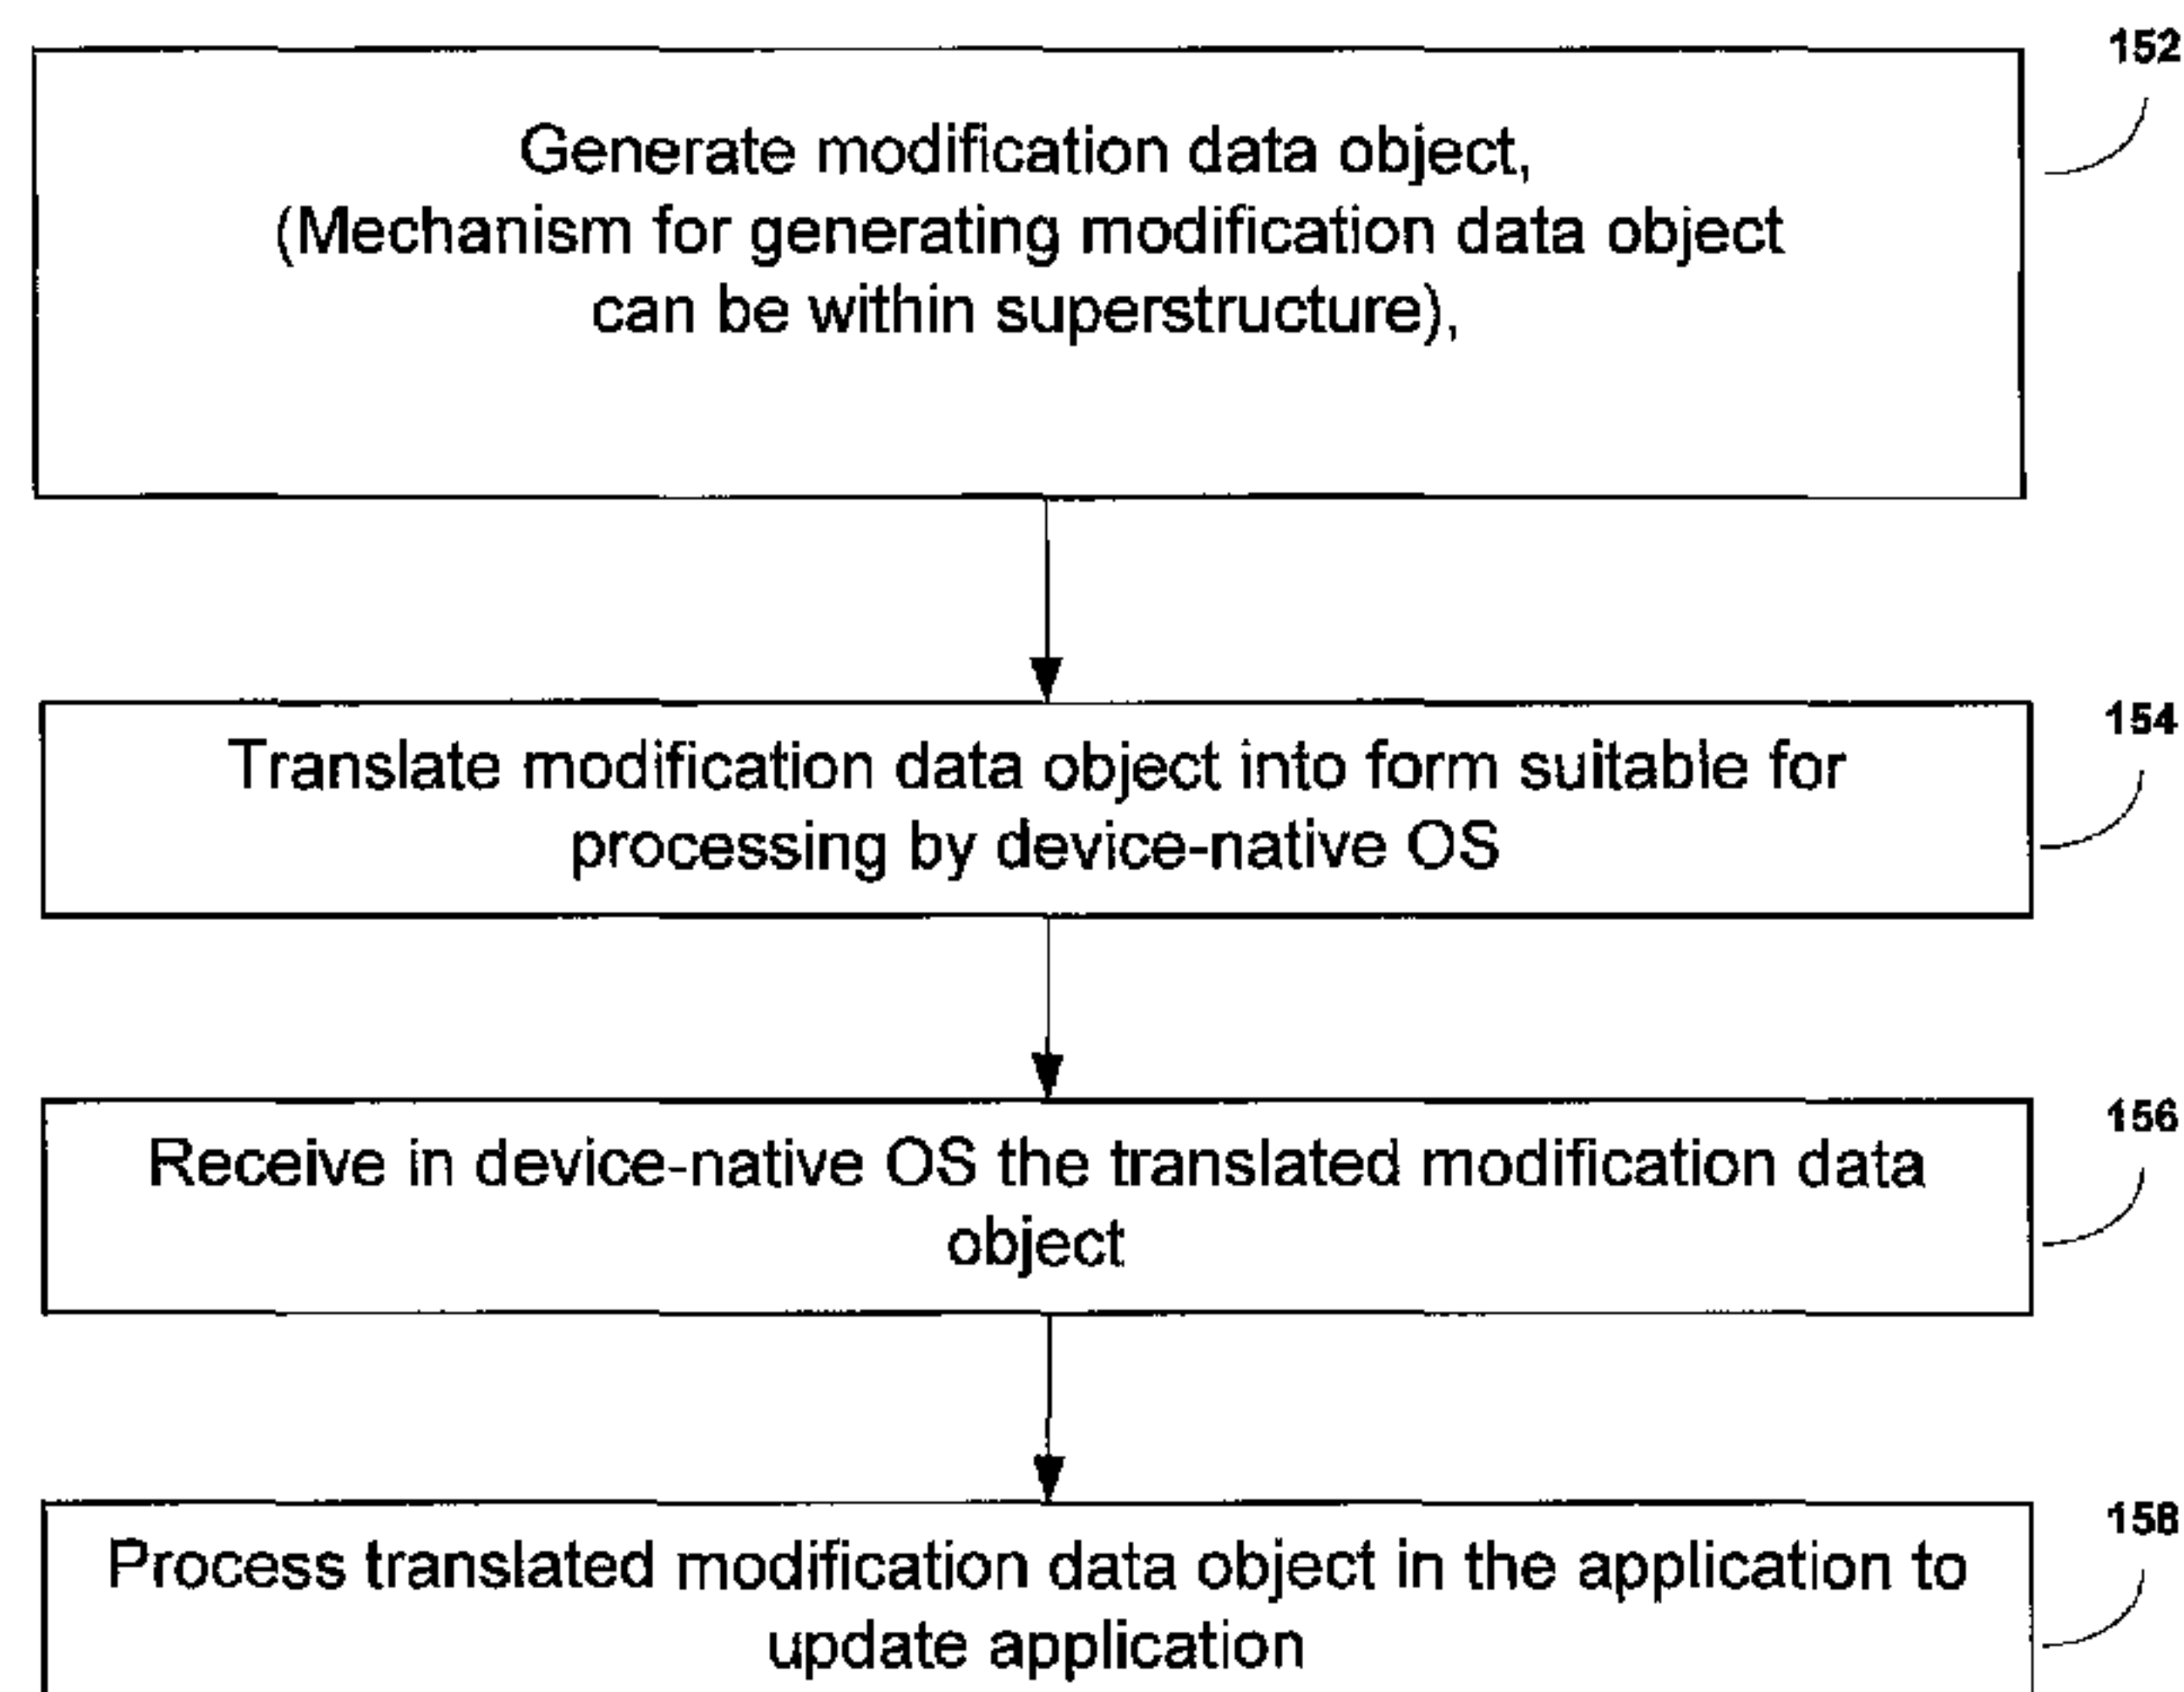 152
Generate modification data object,
(Mechanism for generating modification data object
can be within superstructure),
154
Translate modification data object into form suitable for
processing by device-native OS
156
Receive in device-native OS the translated modification data
object
158
Process translated modification data object in the application to
update application